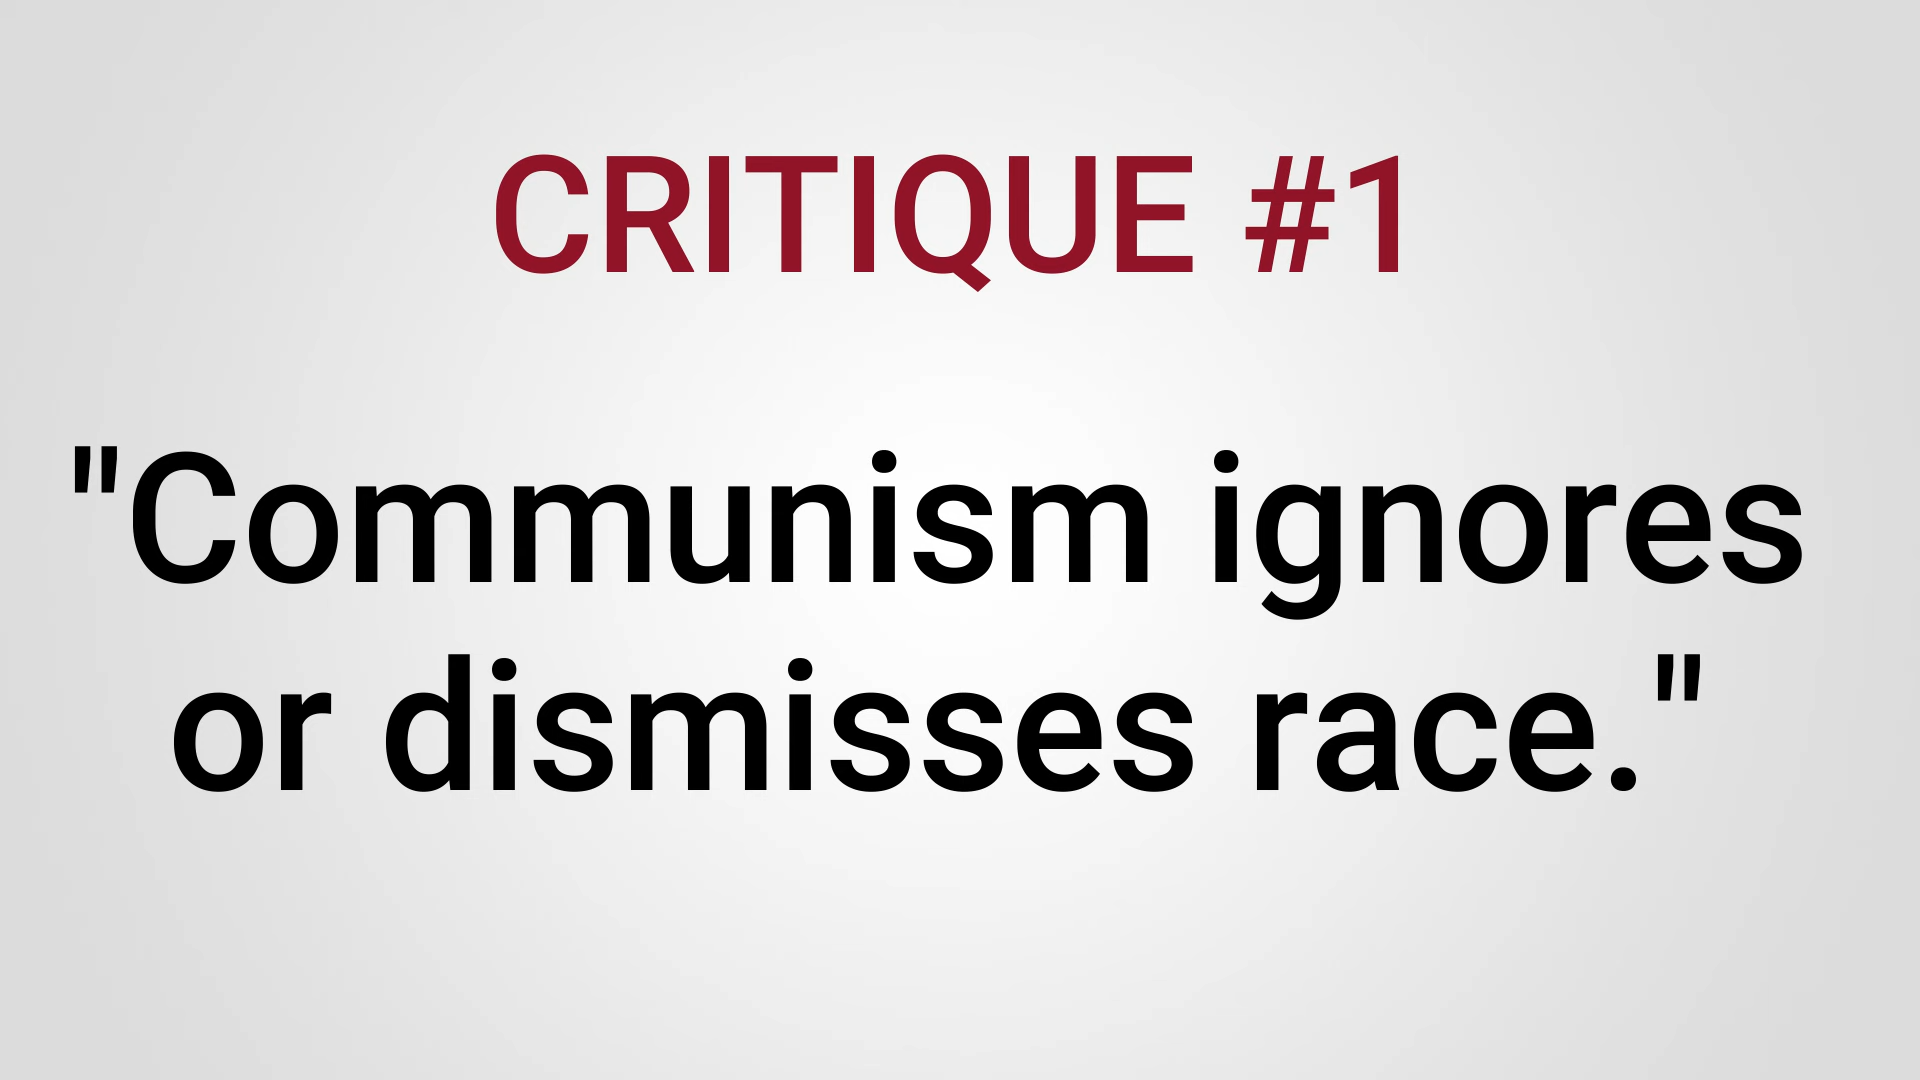 CRITIQUE #1
"Communism ignores
or dismisses race."